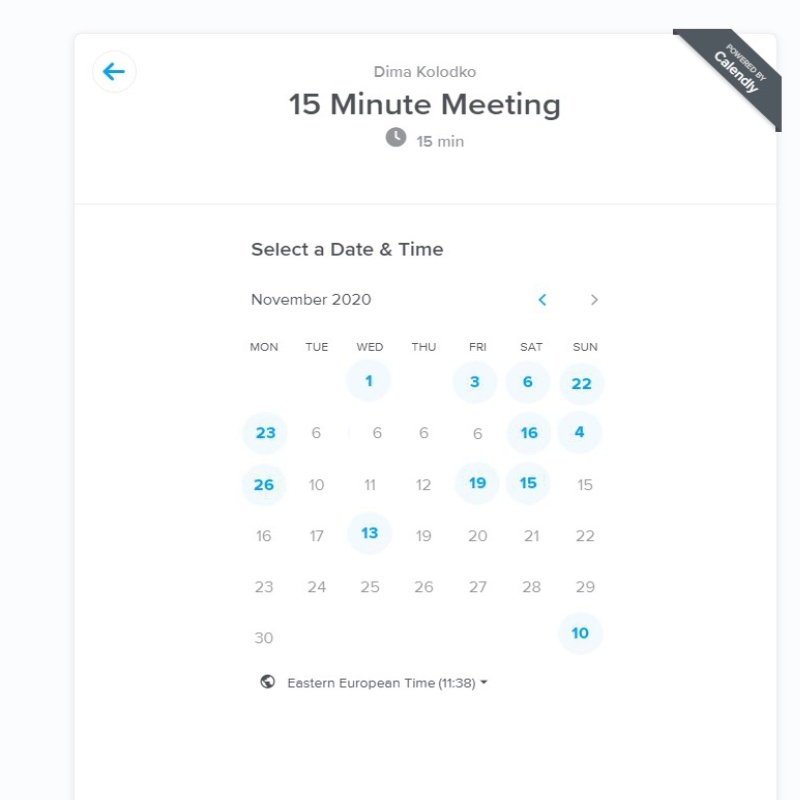 Dima Kolodko
POWERED BY
Calendly
15 Minute Meeting
15 min
Select a Date & Time
November 2020
MON TUE WED THU FRI SAT SUN
1 3 6 22
23 6 6 6 6 16 4
26 10 11 12 19 15 15
16 17 13 19 20 21 22
23 24 25 26 27 28 29
30 10
Eastern European Time (11:38)